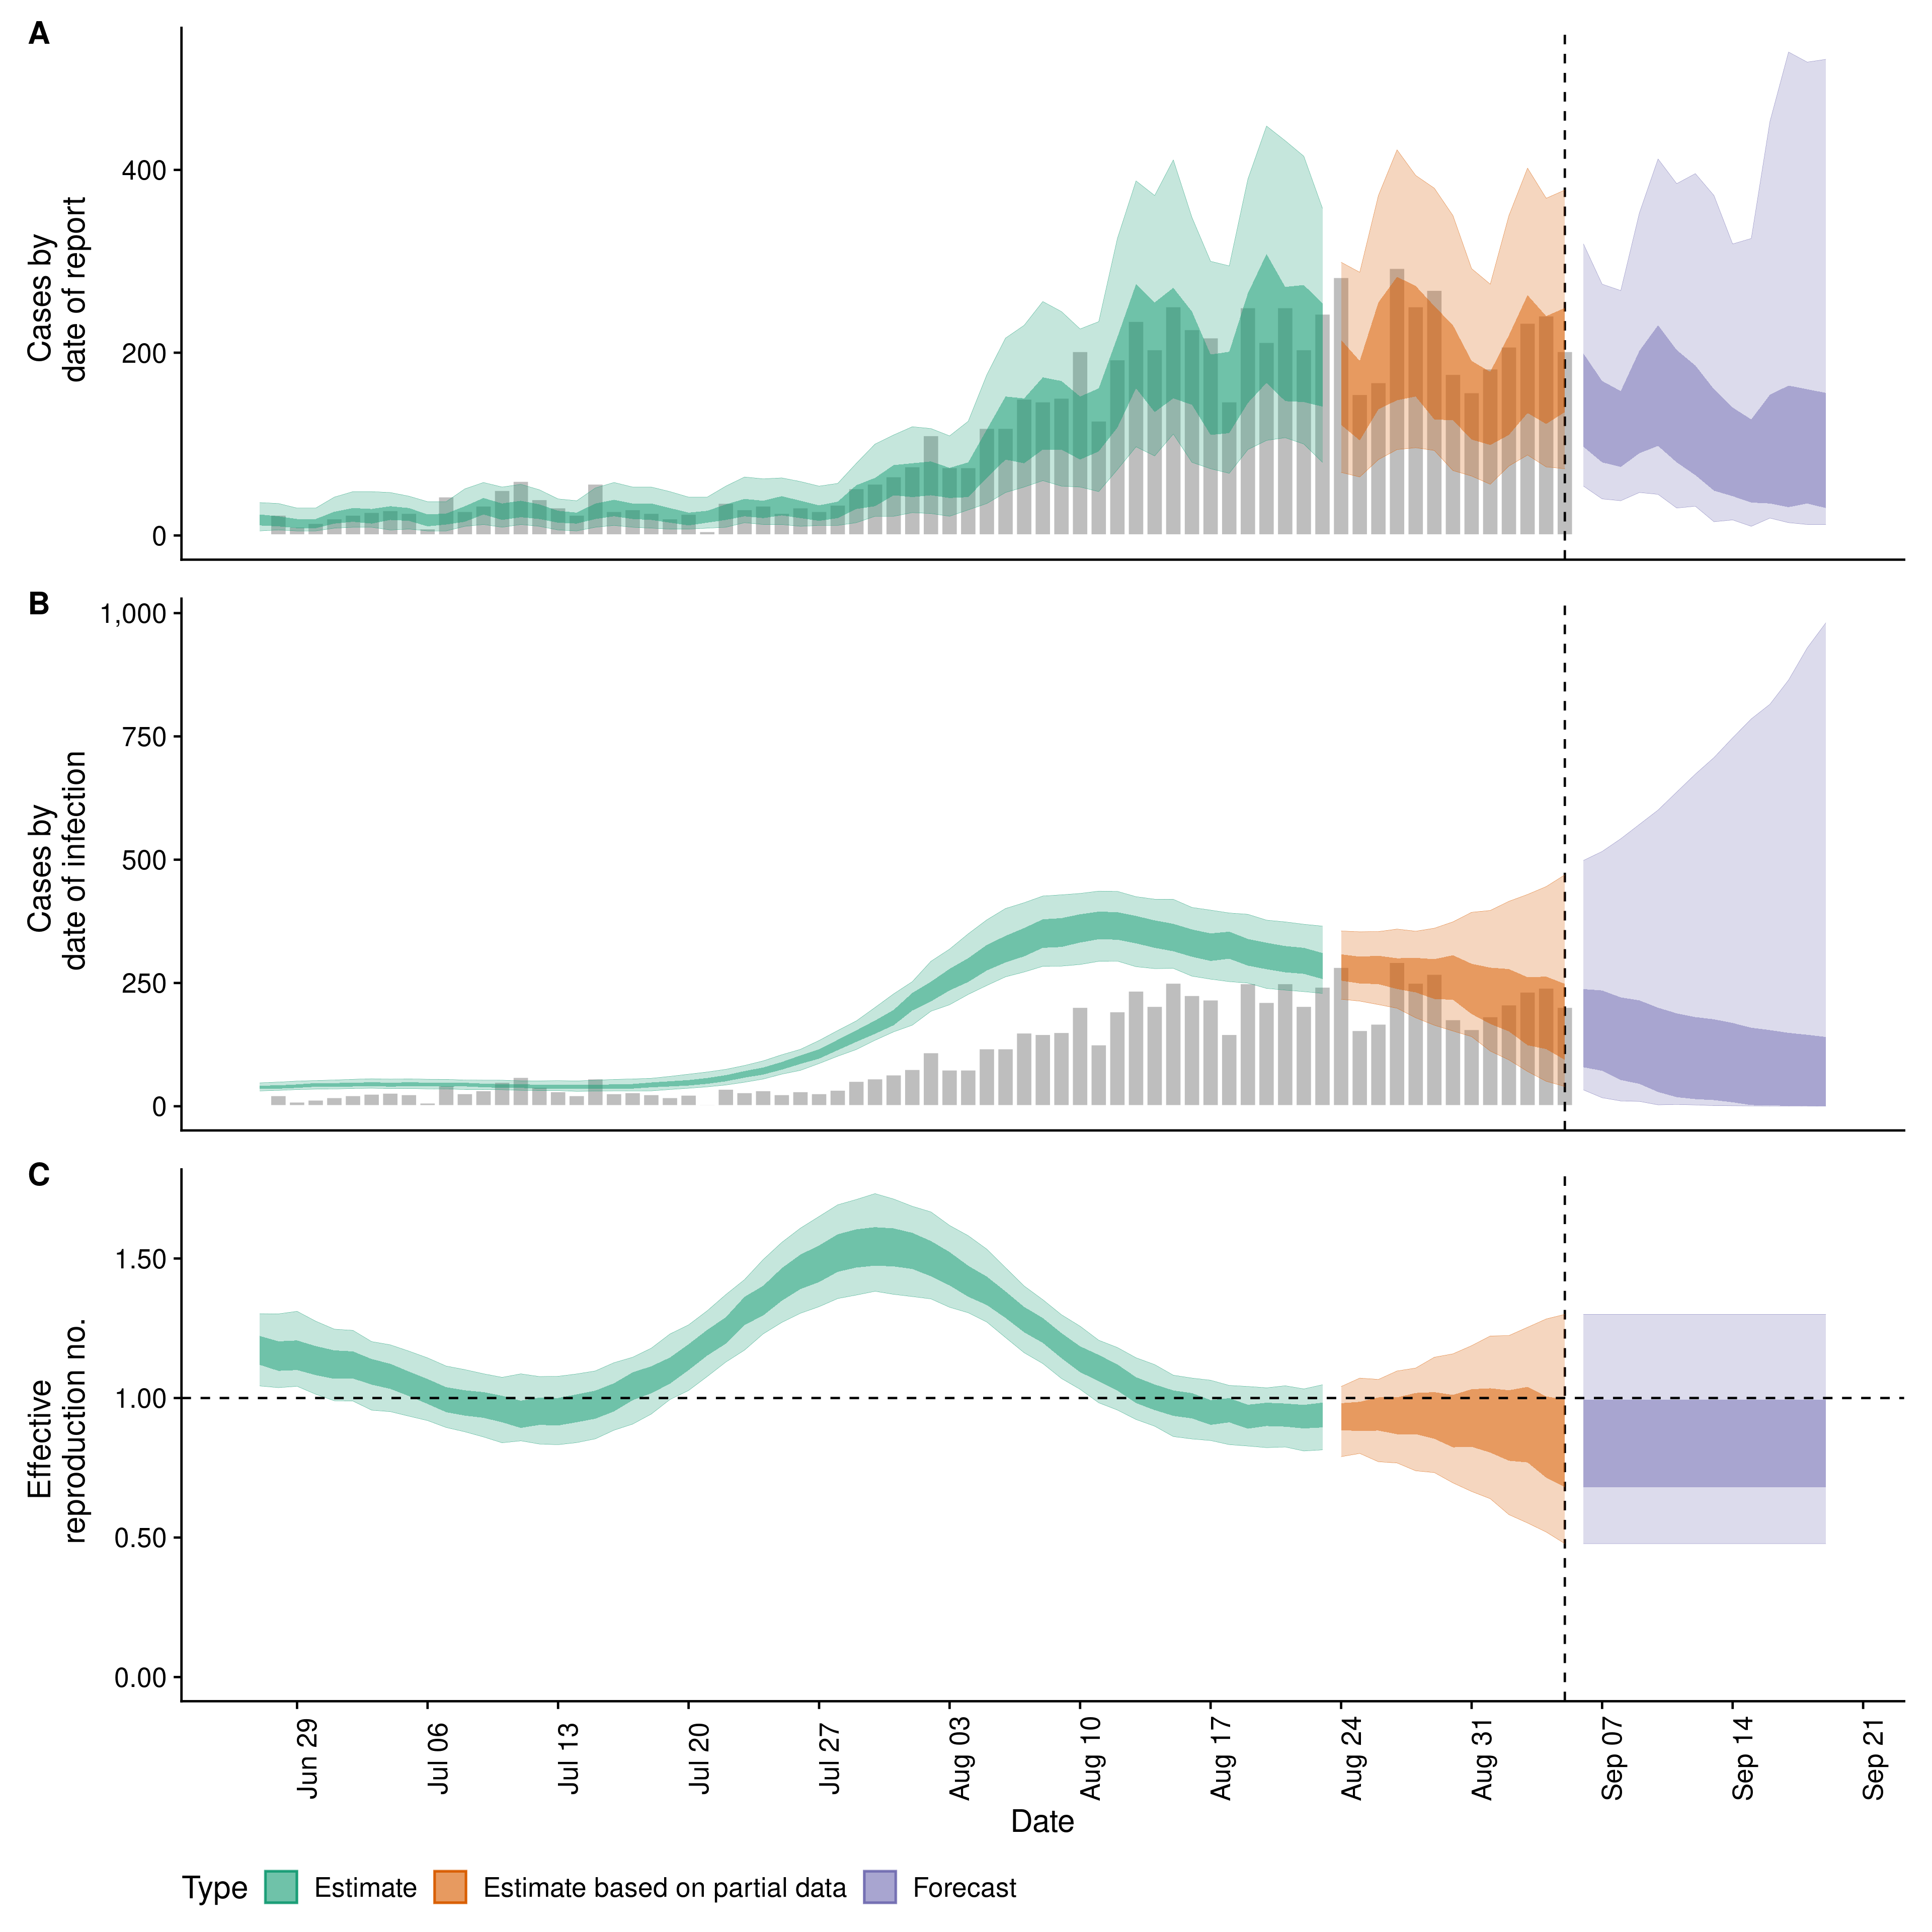 A
Cases by
date of report
400
200
0
B
Cases by
date of infection
1,000
750
500
250
0
C
Effective
reproduction no.
1.50
1.00
0.50
0.00
Jun 29
Jul 06
Jul 13
Jul 20
Jul 27
Aug 03
Aug 10
Aug 17
Aug 24
Aug 31
Sep 07
Sep 14
Sep 21
Date
Type Estimate Estimate based on partial data Forecast